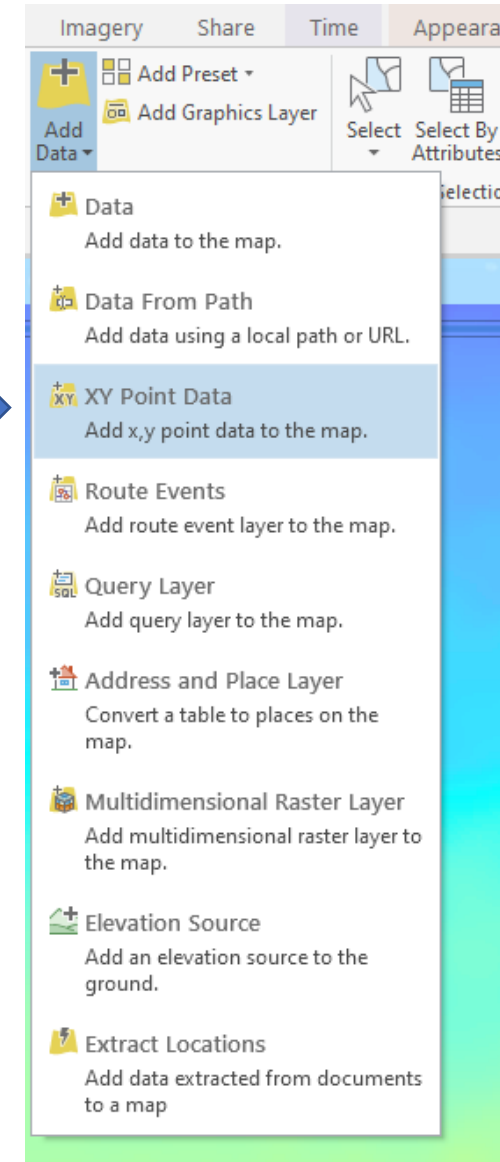 Imagery Share Time Appeara
Add Preset
Add Graphics Layer
Add
Data
Select
Select By
Attributes
Selectio
Data
Add data to the map.
Data From Path
Add data using a local path or URL.
XY
XY Point Data
Add x,y point data to the map.
Route Events
Add route event layer to the map.
SQL
Query Layer
Add query layer to the map.
Address and Place Layer
Convert a table to places on the
map.
Multidimensional Raster Layer
Add multidimensional raster layer to
the map.
Elevation Source
Add an elevation source to the
ground.
Extract Locations
Add data extracted from documents
to a map